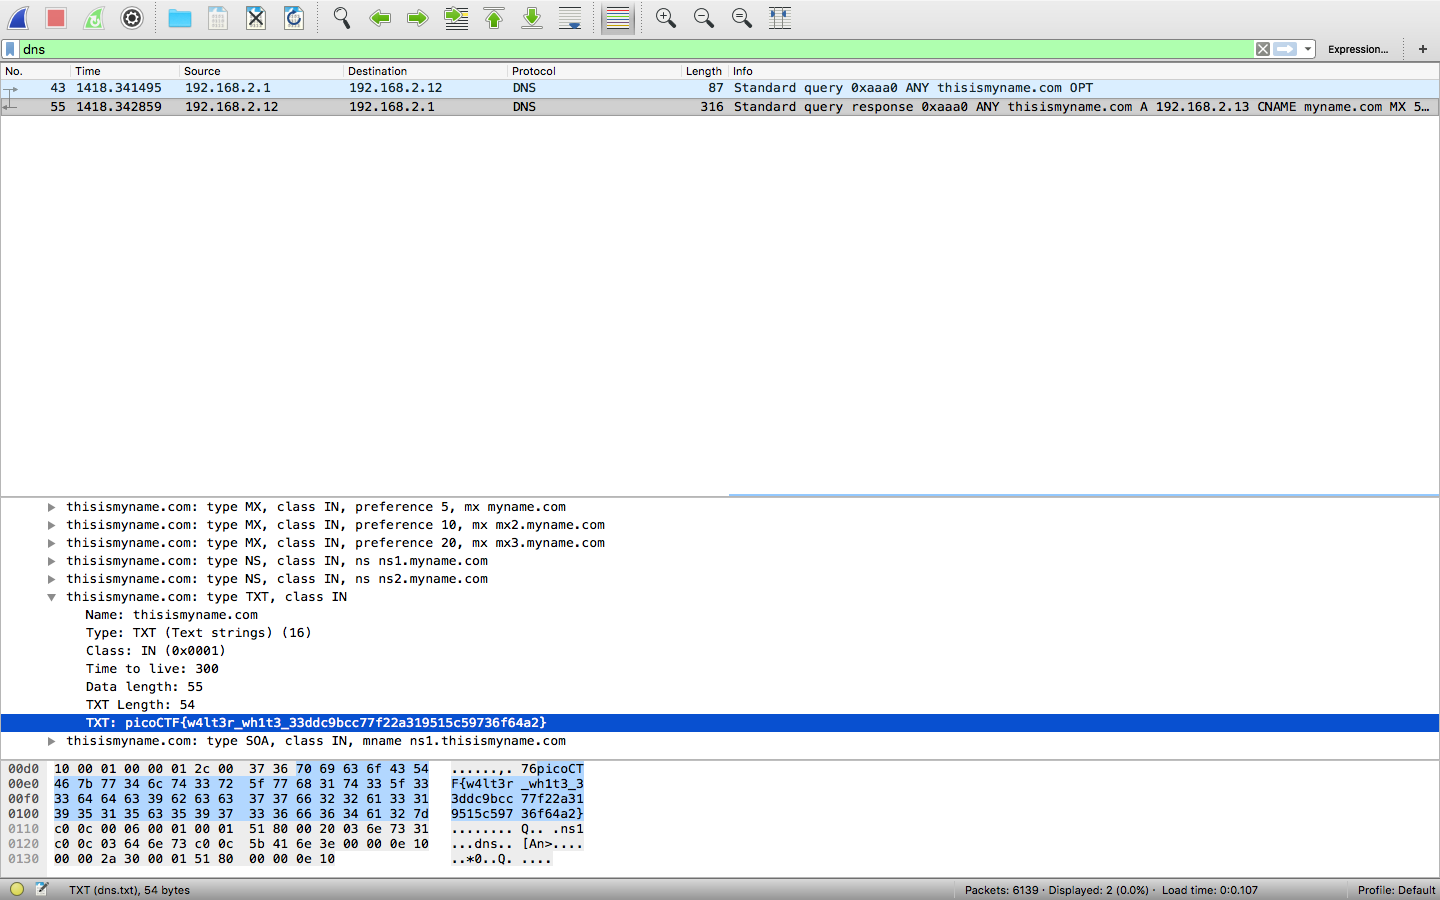 dns
Expression...
+
No. Time Source Destination Protocol Length Info
43 1418.341495 192.168.2.1 192.168.2.12 DNS 87 Standard query 0xaaa0 ANY thisismyname.com OPT
55 1418.342859 192.168.2.12 192.168.2.1 DNS 316 Standard query response 0xaaa0 ANY thisismyname.com A 192.168.2.13 CNAME myname.com MX 5…
thisismyname.com: type MX, class IN, preference 5, mx myname.com
thisismyname.com: type MX, class IN, preference 10, mx mx2.myname.com
thisismyname.com: type MX, class IN, preference 20, mx mx3.myname.com
thisismyname.com: type NS, class IN, ns ns1.myname.com
thisismyname.com: type NS, class IN, ns ns2.myname.com
thisismyname.com: type TXT, class IN
Name: thisismyname.com
Type: TXT (Text strings) (16)
Class: IN (0x0001)
Time to live: 300
Data length: 55
TXT Length: 54
TXT: picoCTF{w4lt3r_wh1t3_33ddc9bcc77f22a319515c59736f64a2}
thisismyname.com: type SOA, class IN, mname ns1.thisismyname.com
00d0 10 00 01 00 00 01 2c 00 37 36 70 69 63 6f 43 54 ......,. 76picoCT
00e0 46 7b 77 34 6c 74 33 72 5f 77 68 31 74 33 5f 33 F{w4lt3r _wh1t3_3
00f0 33 64 64 63 39 62 63 63 37 37 66 32 32 61 33 31 3ddc9bcc 77f22a31
0100 39 35 31 35 63 35 39 37 33 36 66 36 34 61 32 7d 9515c597 36f64a2}
0110 c0 0c 00 06 00 01 00 01 51 80 00 20 03 6e 73 31 ........ Q.. .ns1
0120 c0 0c 03 64 6e 73 c0 0c 5b 41 6e 3e 00 00 0e 10 ...dns.. [An>....
0130 00 00 2a 30 00 01 51 80 00 00 0e 10 ..*0..Q. ....
TXT (dns.txt), 54 bytes
Packets: 6139 · Displayed: 2 (0.0%) · Load time: 0:0.107
Profile: Default